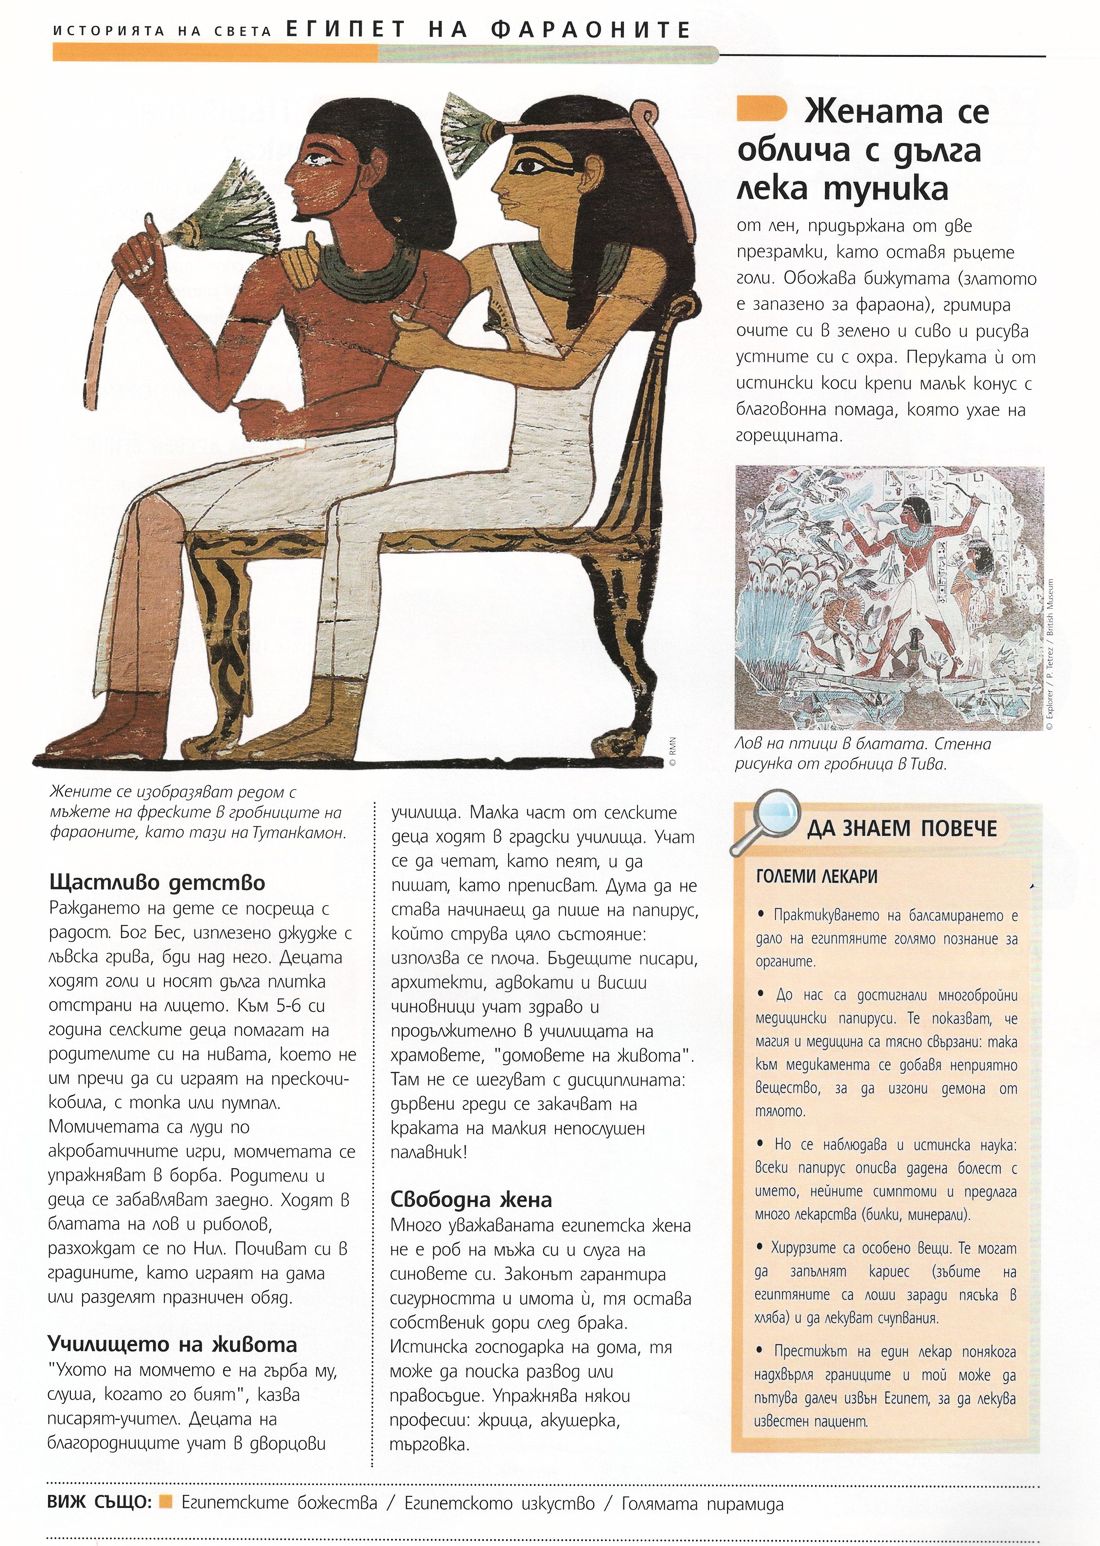 ИСТОРИЯТА НА СВЕТА ЕГИПЕТ НА ФАРАОНИТЕ
Жената се
облича с дълга
лека туника
от лен, придържана от две
презрамки, като оставя ръцете
голи. Обожава бижутата (златото
е запазено за фараона), гримира
очите си в зелено и сиво и рисува
устните си с охра. Перуката ѝ от
истински коси крепи малък конус с
благовонна помада, която ухае на
горещината.
© Explorer / P. Tetrez / British Museum
Лов на птици в блатата. Стенна
рисунка от гробница в Тива.
© RMN
Жените се изобразяват редом с
мъжете на фреските в гробниците на
фараоните, като тази на Тутанкамон.
Щастливо детство
Раждането на дете се посреща с
радост. Бог Бес, изплезено джудже с
лъвска грива, бди над него. Децата
ходят голи и носят дълга плитка
отстрани на лицето. Към 5-6 си
година селските деца помагат на
родителите си на нивата, което не
им пречи да си играят на прескочи-
кобила, с топка или пумпал.
Момичетата са луди по
акробатичните игри, момчетата се
упражняват в борба. Родители и
деца се забавляват заедно. Ходят в
блатата на лов и риболов,
разхождат се по Нил. Почиват си в
градините, като играят на дама
или разделят празничен обяд.
Училището на живота
"Ухото на момчето е на гърба му,
слуша, когато го бият", казва
писарят-учител. Децата на
благородниците учат в дворцови
училища. Малка част от селските
деца ходят в градски училища. Учат
се да четат, като пеят, и да
пишат, като преписват. Дума да не
става начинаещ да пише на папирус,
който струва цяло състояние:
използва се плоча. Бъдещите писари,
архитекти, адвокати и висши
чиновници учат здраво и
продължително в училищата на
храмовете, "домовете на живота".
Там не се шегуват с дисциплината:
дървени греди се закачват на
краката на малкия непослушен
палавник!
Свободна жена
Много уважаваната египетска жена
не е роб на мъжа си и слуга на
синовете си. Законът гарантира
сигурността и имота ѝ, тя остава
собственик дори след брака.
Истинска господарка на дома, тя
може да поиска развод или
правосъдие. Упражнява някои
професии: жрица, акушерка,
търговка.
ДА ЗНАЕМ ПОВЕЧЕ
ГОЛЕМИ ЛЕКАРИ
• Практикуването на балсамирането е
дало на египтяните голямо познание за
органите.
• До нас са достигнали многобройни
медицински папируси. Те показват, че
магия и медицина са тясно свързани: така
към медикамента се добавя неприятно
вещество, за да изгони демона от
тялото.
• Но се наблюдава и истинска наука:
всеки папирус описва дадена болест с
името, нейните симптоми и предлага
много лекарства (билки, минерали).
• Хирурзите са особено вещи. Те могат
да запълнят кариес (зъбите на
египтяните са лоши заради пясъка в
хляба) и да лекуват счупвания.
• Престижът на един лекар понякога
надхвърля границите и той може да
пътува далеч извън Египет, за да лекува
известен пациент.
ВИЖ СЪЩО: Египетските божества / Египетското изкуство / Голямата пирамида